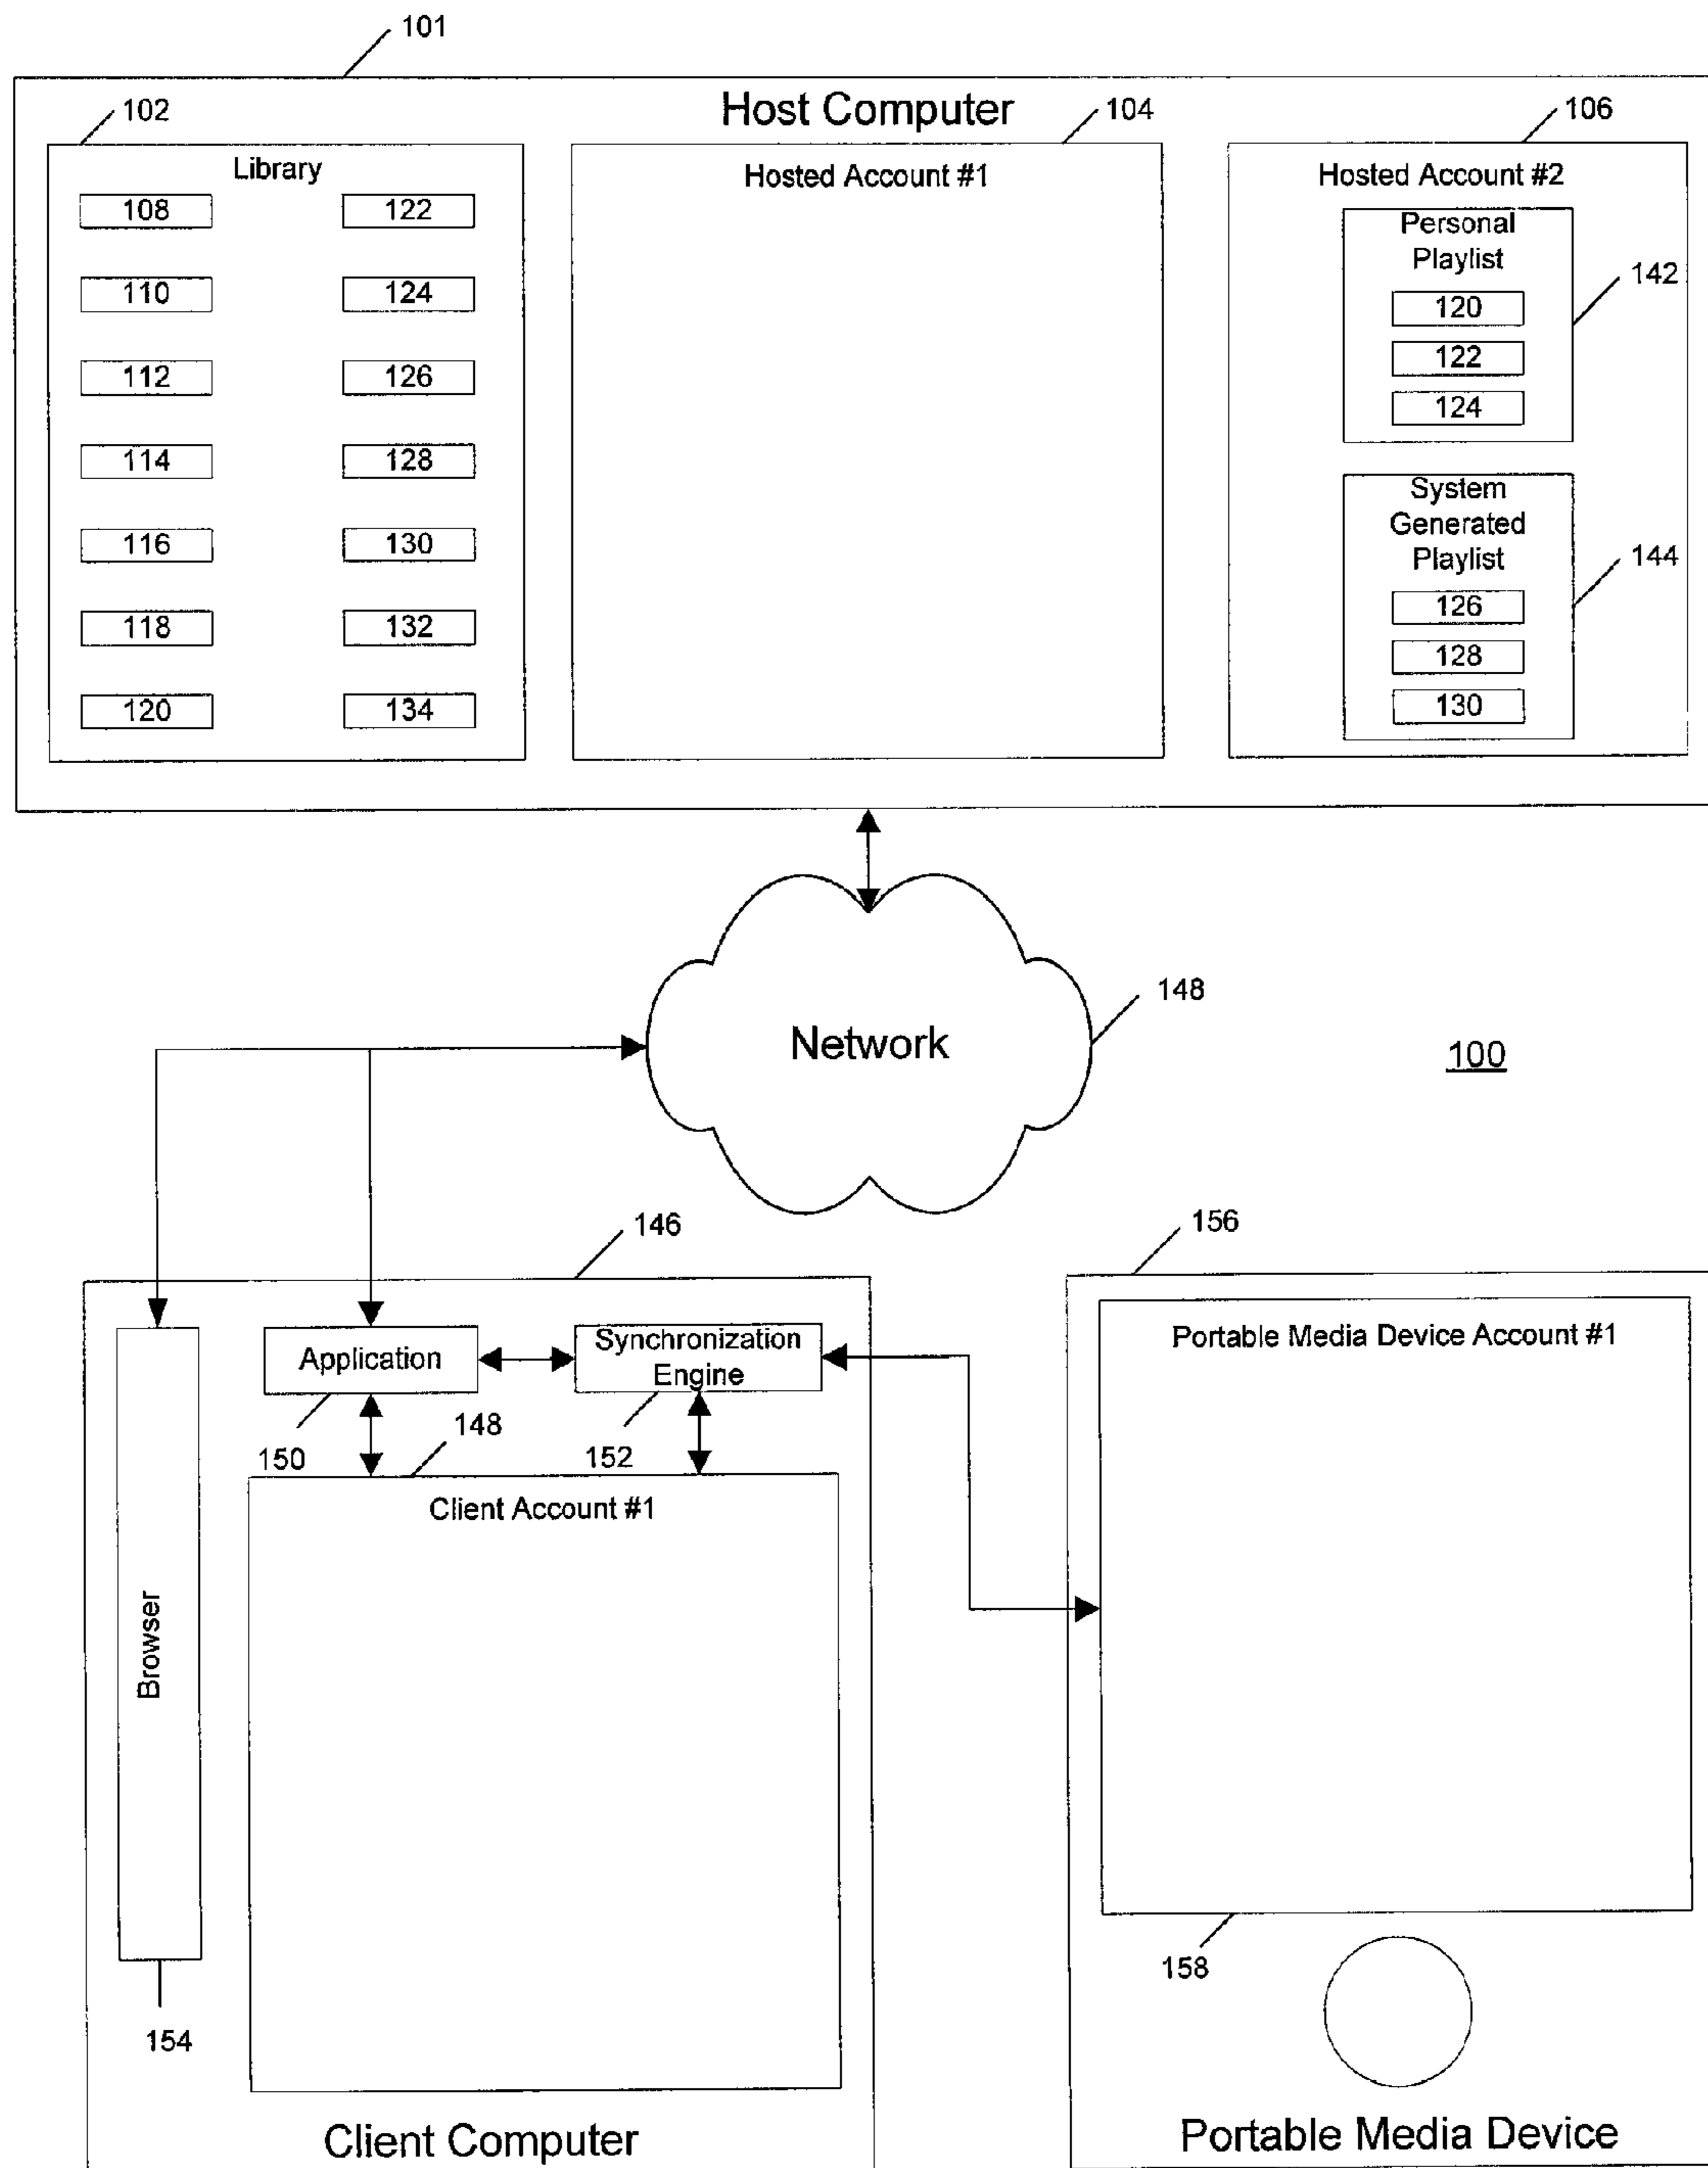 101
Host Computer
102
104
106
Library
108
122
110
124
112
126
114
128
116
130
118
132
120
134
Hosted Account #1
Hosted Account #2
Personal
Playlist
120
122
124
142
System
Generated
Playlist
126
128
130
144
Network
148
100
146
Application
150
Synchronization
Engine
152
148
Client Account #1
Browser
154
Client Computer
156
Portable Media Device Account #1
158
Portable Media Device